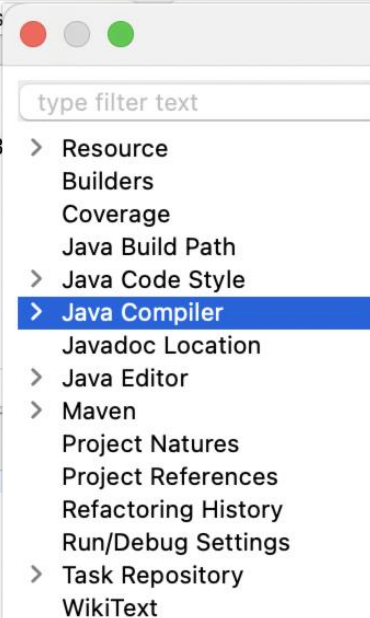 type filter text
Resource
Builders
Coverage
Java Build Path
Java Code Style
Java Compiler
Javadoc Location
Java Editor
Maven
Project Natures
Project References
Refactoring History
Run/Debug Settings
Task Repository
WikiText